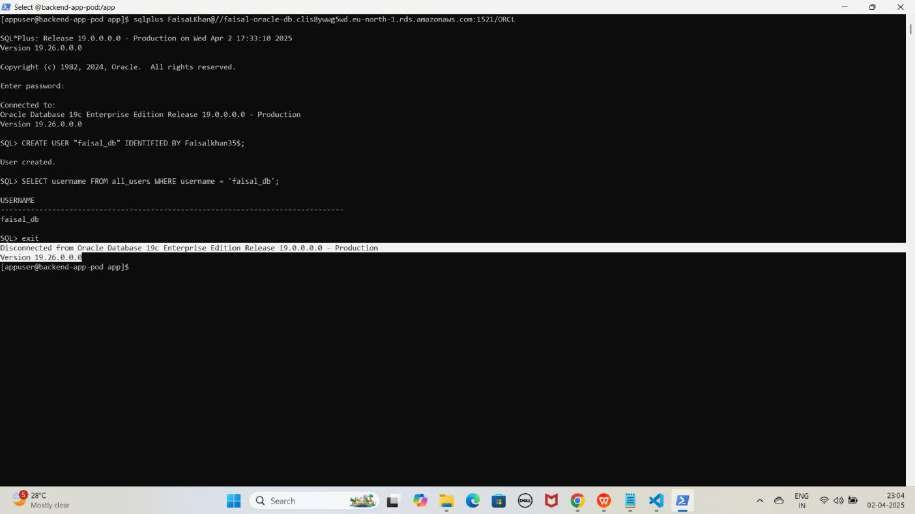 Select @backend-app-pod:/app
[appuser@backend-app-pod app]$ sqlplus FaisaLKhan@//faisal-oracle-db.clis8ywwg5wd.eu-north-1.rds.amazonaws.com:1521/ORCL
SQL*Plus: Release 19.0.0.0.0 - Production on Wed Apr 2 17:33:10 2025
Version 19.26.0.0.0
Copyright (c) 1982, 2024, Oracle.  All rights reserved.
Enter password:
Connected to:
Oracle Database 19c Enterprise Edition Release 19.0.0.0.0 - Production
Version 19.26.0.0.0
SQL> CREATE USER "faisal_db" IDENTIFIED BY Faisalkhan35$;
User created.
SQL> SELECT username FROM all_users WHERE username = 'faisal_db';
USERNAME
--------------------------------------------------------------------------------
faisal_db
SQL> exit
Disconnected from Oracle Database 19c Enterprise Edition Release 19.0.0.0.0 - Production
Version 19.26.0.0.0
[appuser@backend-app-pod app]$
5
28°C
Mostly clear
Search
DELL
ENG
IN
23:04
02-04-2025